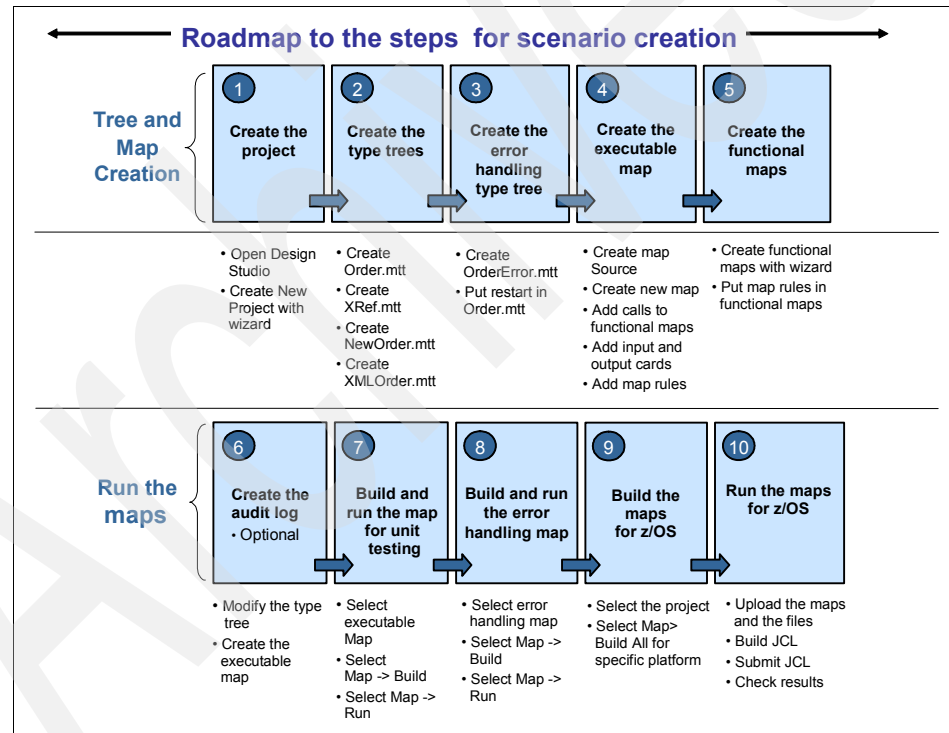 Roadmap to the steps for scenario creation
Tree and
Map
Creation
1
Create the
project
2
Create the
type trees
3
Create the
error
handling
type tree
4
Create the
executable
map
5
Create the
functional
maps
• Open Design
Studio
• Create New
Project with
wizard
• Create
Order.mtt
• Create
XRef.mtt
• Create
NewOrder.mtt
• Create
XMLOrder.mtt
• Create
OrderError.mtt
• Put restart in
Order.mtt
• Create map
Source
• Create new map
• Add calls to
functional maps
• Add input and
output cards
• Add map rules
• Create functional
maps with wizard
• Put map rules in
functional maps
Run the
maps
6
Create the
audit log
• Optional
7
Build and
run the map
for unit
testing
8
Build and run
the error
handling map
9
Build the
maps
for z/OS
10
Run the maps
for z/OS
• Modify the type
tree
• Create the
executable
map
• Select
executable
Map
• Select
Map -> Build
• Select Map ->
Run
• Select error
handling map
• Select Map ->
Build
• Select Map ->
Run
• Select the project
• Select Map>
Build All for
specific platform
• Upload the maps
and the files
• Build JCL
• Submit JCL
• Check results